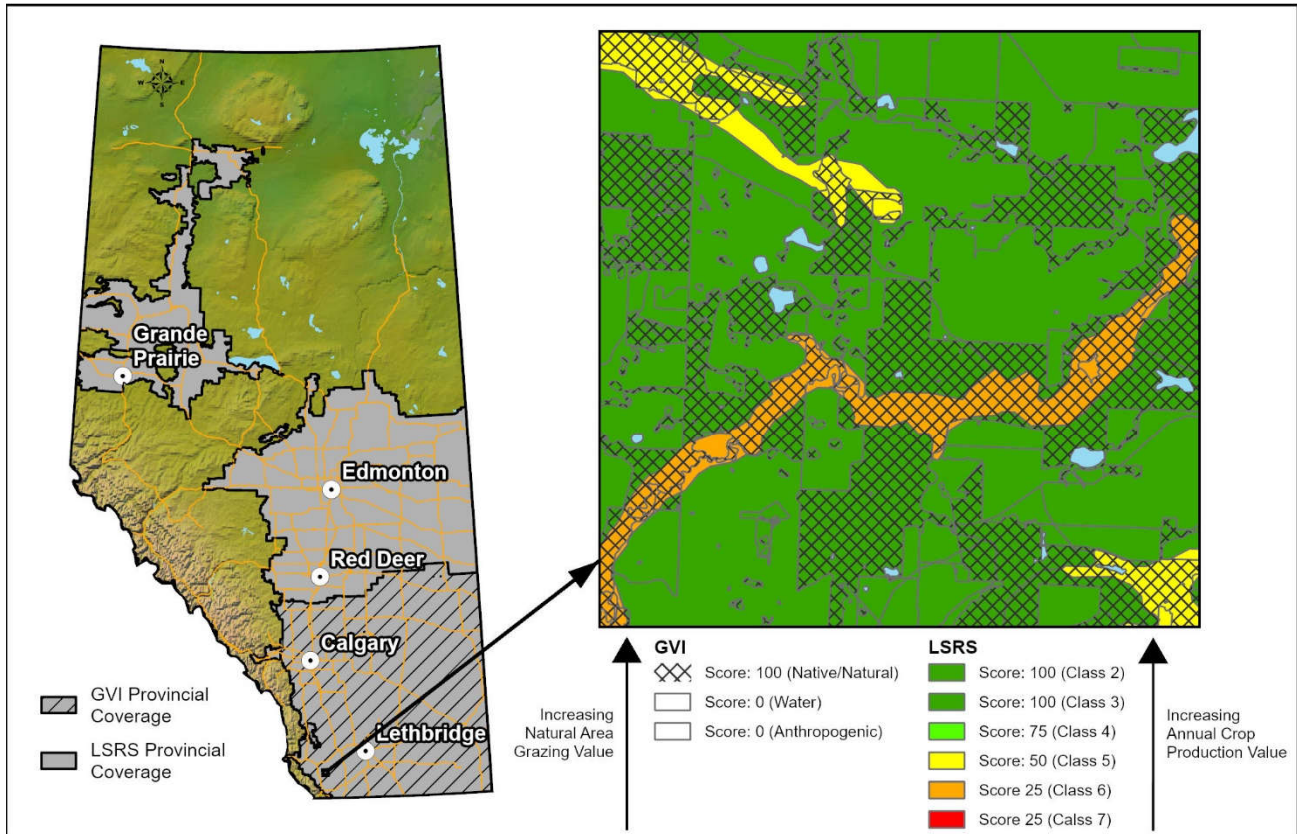 N
W E
S
Grande
Prairie
Edmonton
Red Deer
Calgary
Lethbridge
GVI Provincial
Coverage
LSRS Provincial
Coverage
Increasing
Natural Area
Grazing Value
GVI
Score: 100 (Native/Natural)
Score: 0 (Water)
Score: 0 (Anthropogenic)
LSRS
Score: 100 (Class 2)
Score: 100 (Class 3)
Score: 75 (Class 4)
Score: 50 (Class 5)
Score 25 (Class 6)
Score 25 (Calss 7)
Increasing
Annual Crop
Production Value